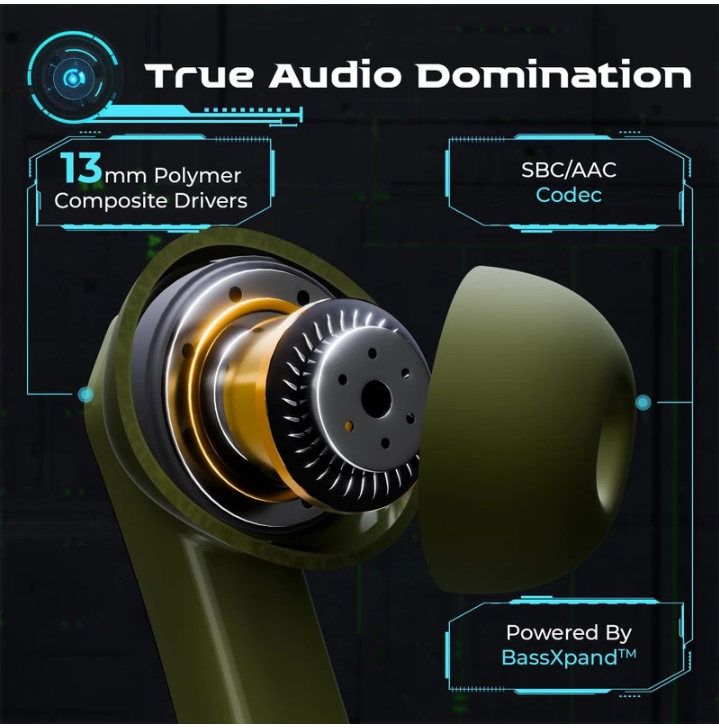 True Audio Domination
13mm Polymer
Composite Drivers
SBC/AAC
Codec
Powered By
BassXpand™